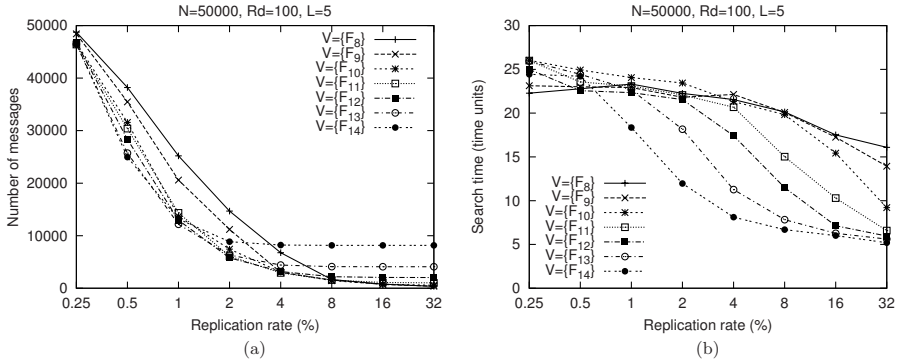 N=50000, Rd=100, L=5
Number of messages
50000
40000
30000
20000
10000
0
V={F8}
V={F9}
V={F10}
V={F11}
V={F12}
V={F13}
V={F14}
0.25 0.5 1 2 4 8 16 32
Replication rate (%)
(a)
N=50000, Rd=100, L=5
Search time (time units)
30
25
20
15
10
5
0
V={F8}
V={F9}
V={F10}
V={F11}
V={F12}
V={F13}
V={F14}
0.25 0.5 1 2 4 8 16 32
Replication rate (%)
(b)